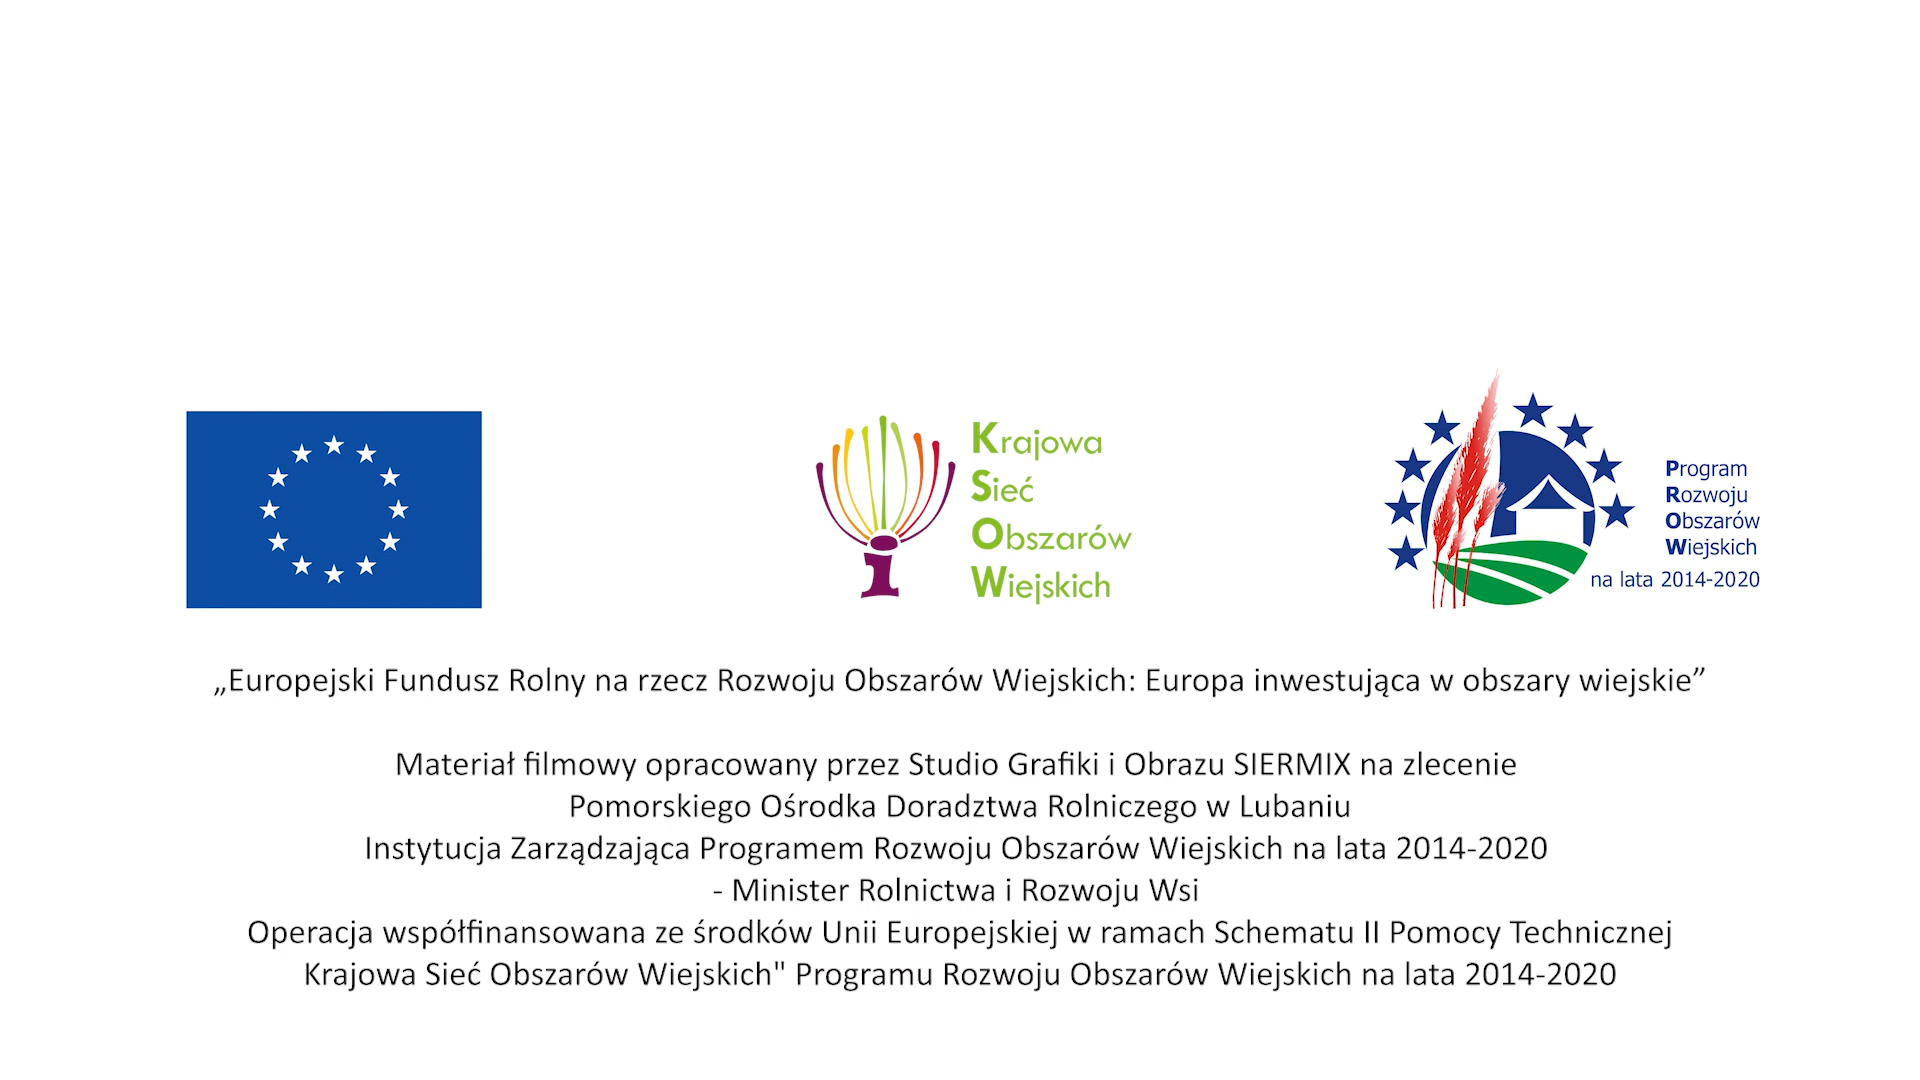 Krajowa
Sieć
Obszarów
Wiejskich
Program
Rozwoju
Obszarów
Wiejskich
na lata 2014-2020
„Europejski Fundusz Rolny na rzecz Rozwoju Obszarów Wiejskich: Europa inwestująca w obszary wiejskie”
Materiał filmowy opracowany przez Studio Grafiki i Obrazu SIERMIX na zlecenie
Pomorskiego Ośrodka Doradztwa Rolniczego w Lubaniu
Instytucja Zarządzająca Programem Rozwoju Obszarów Wiejskich na lata 2014-2020
- Minister Rolnictwa i Rozwoju Wsi
Operacja współfinansowana ze środków Unii Europejskiej w ramach Schematu II Pomocy Technicznej
Krajowa Sieć Obszarów Wiejskich" Programu Rozwoju Obszarów Wiejskich na lata 2014-2020